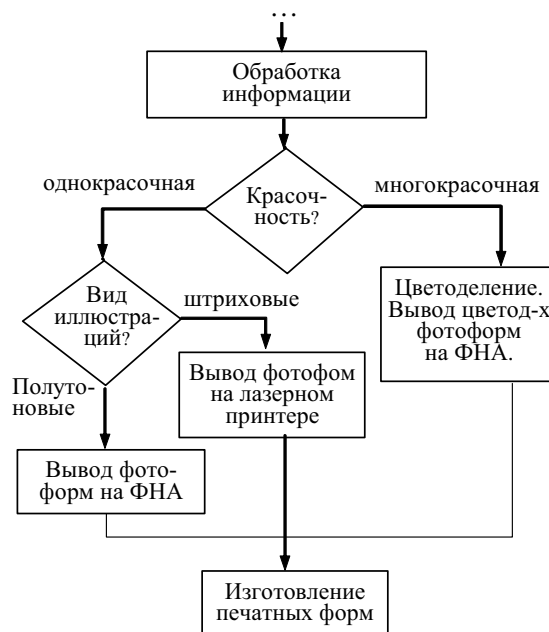 ...
Обработка
информации
однокрасочная
Красоч-
ность?
многокрасочная
Вид
иллюстра-
ций?
штриховые
Цветоделение.
Вывод цветод-х
фотоформ
на ФНА.
Полуто-
новые
Вывод фотофом
на лазерном
принтере
Вывод фото-
форм на ФНА
Изготовление
печатных форм